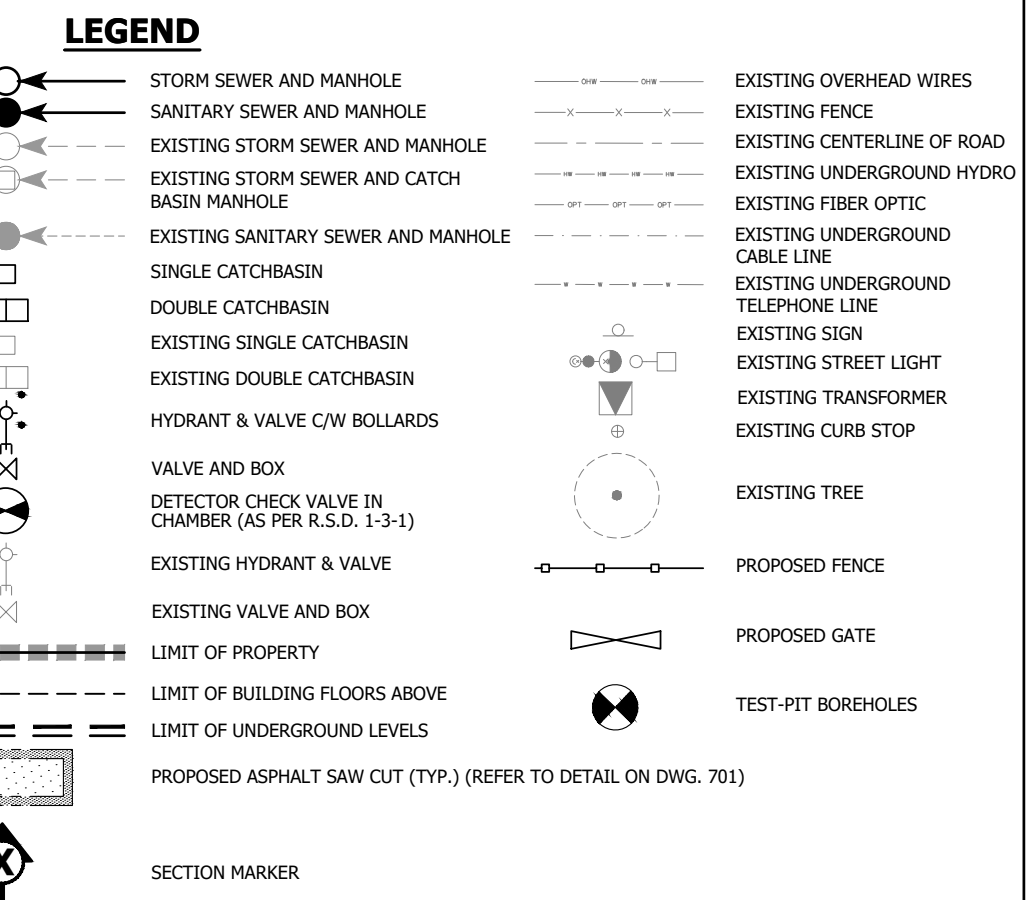 LEGEND
STORM SEWER AND MANHOLE
SANITARY SEWER AND MANHOLE
EXISTING STORM SEWER AND MANHOLE
EXISTING STORM SEWER AND CATCH
BASIN MANHOLE
EXISTING SANITARY SEWER AND MANHOLE
SINGLE CATCHBASIN
DOUBLE CATCHBASIN
EXISTING SINGLE CATCHBASIN
EXISTING DOUBLE CATCHBASIN
HYDRANT & VALVE C/W BOLLARDS
VALVE AND BOX
DETECTOR CHECK VALVE IN
CHAMBER (AS PER R.S.D. 1-3-1)
EXISTING HYDRANT & VALVE
EXISTING VALVE AND BOX
LIMIT OF PROPERTY
LIMIT OF BUILDING FLOORS ABOVE
LIMIT OF UNDERGROUND LEVELS
PROPOSED ASPHALT SAW CUT (TYP.) (REFER TO DETAIL ON DWG. 701)
X
SECTION MARKER
OHW OHW EXISTING OVERHEAD WIRES
X X X EXISTING FENCE
EXISTING CENTERLINE OF ROAD
HW HW HW HW EXISTING UNDERGROUND HYDRO
OPT OPT OPT EXISTING FIBER OPTIC
EXISTING UNDERGROUND
CABLE LINE
W W W W EXISTING UNDERGROUND
TELEPHONE LINE
EXISTING SIGN
EXISTING STREET LIGHT
EXISTING TRANSFORMER
EXISTING CURB STOP
EXISTING TREE
PROPOSED FENCE
PROPOSED GATE
TEST-PIT BOREHOLES